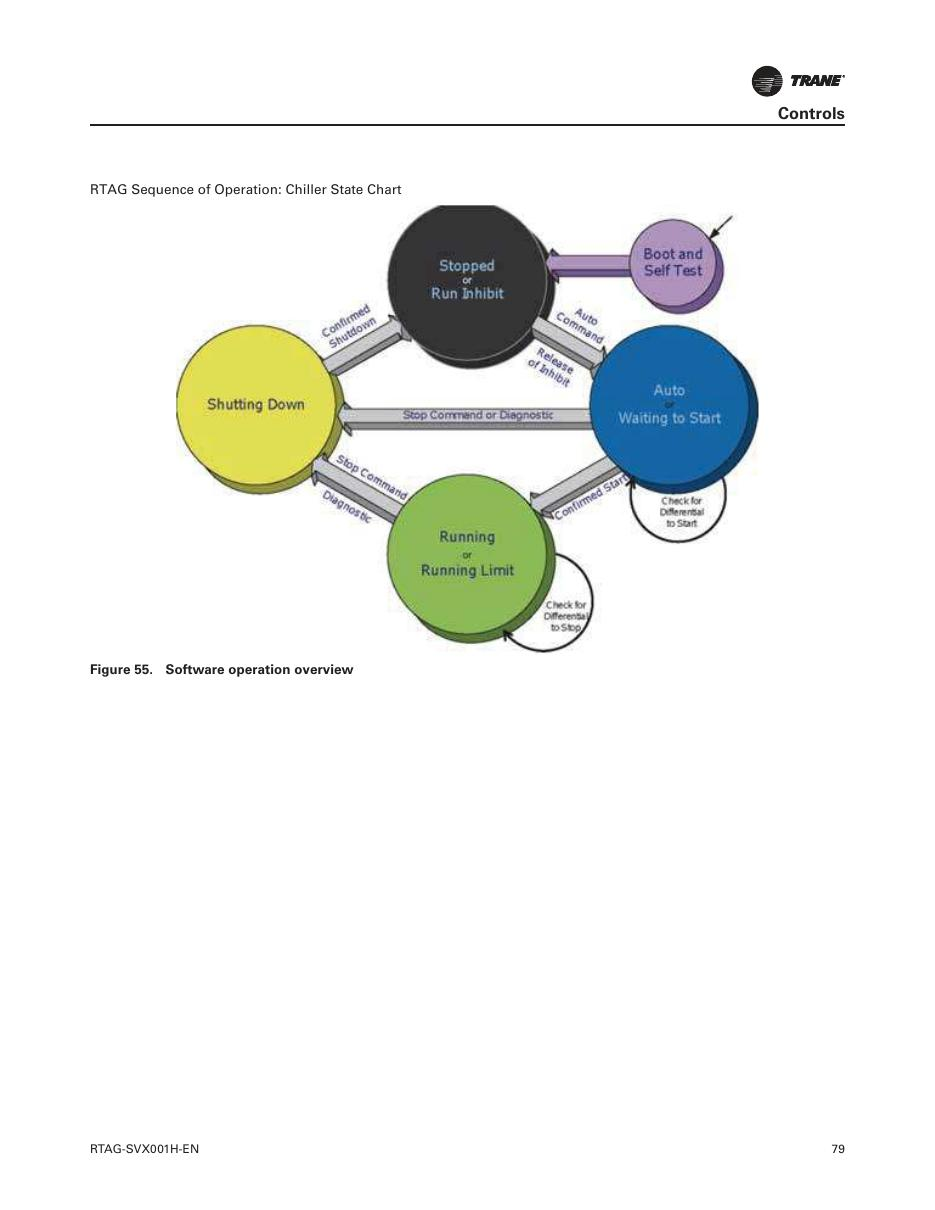 TRANE
Controls
RTAG Sequence of Operation: Chiller State Chart
Stopped
or
Run Inhibit
Boot and
Self Test
Confirmed
Shutdown
Auto
Command
Release
of Inhibit
Shutting Down
Stop Command or Diagnostic
Auto
or
Waiting to Start
Stop Command
Diagnostic
Confirmed Start
Check for
Differential
to Start
Running
or
Running Limit
Check for
Differential
to Stop
Figure 55. Software operation overview
RTAG-SVX001H-EN
79